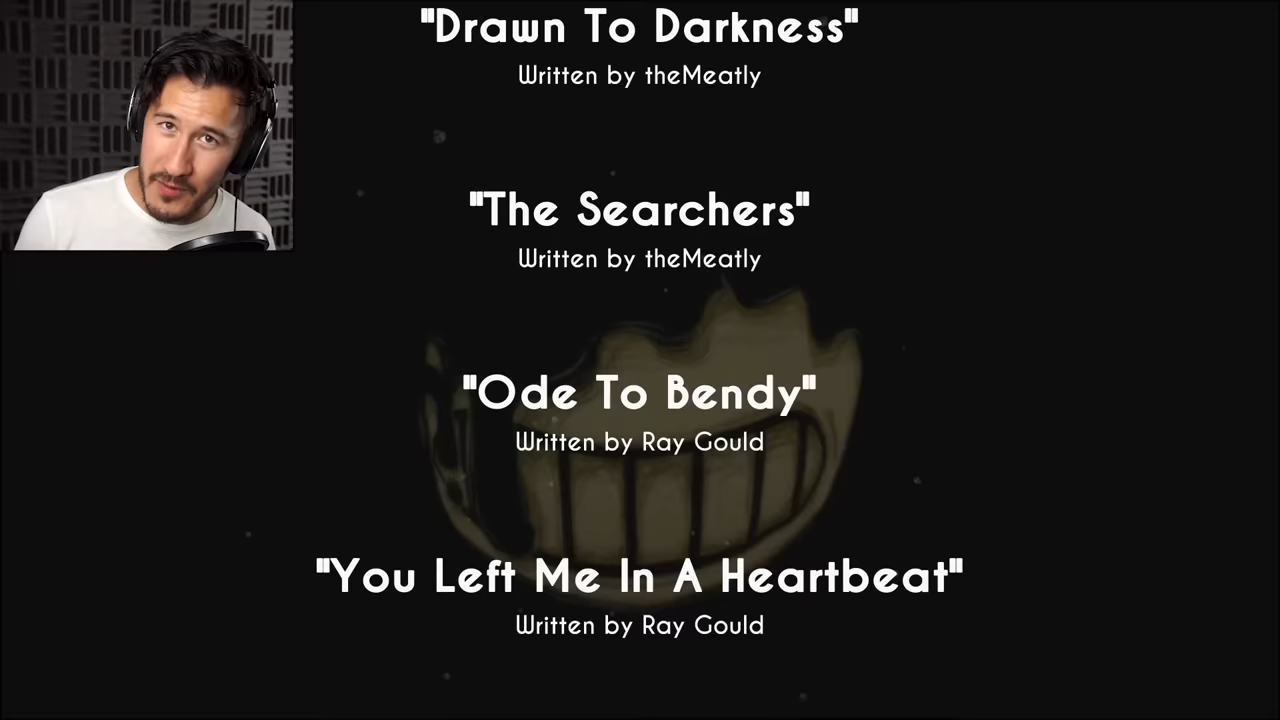 "Drawn To Darkness"
Written by theMeatly
"The Searchers"
Written by theMeatly
"Ode To Bendy"
Written by Ray Gould
"You Left Me In A Heartbeat"
Written by Ray Gould